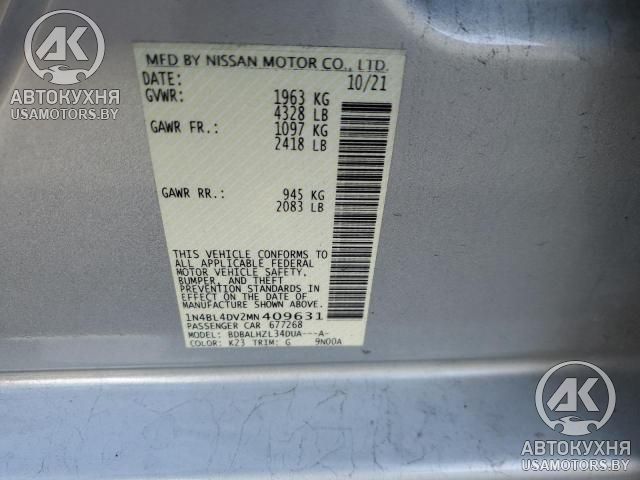 AK
АВТОКУХНЯ
USAMOTORS.BY
MFD BY NISSAN MOTOR CO., LTD.
DATE: 10/21
GVWR: 1963 KG
4328 LB
GAWR FR.: 1097 KG
2418 LB
GAWR RR.: 945 KG
2083 LB
THIS VEHICLE CONFORMS TO
ALL APPLICABLE FEDERAL
MOTOR VEHICLE SAFETY,
BUMPER, AND THEFT
PREVENTION STANDARDS IN
EFFECT ON THE DATE OF
MANUFACTURE SHOWN ABOVE.
1N4BL4DV2MN409631
PASSENGER CAR 677268
MODEL: BDBALHZL34DUA---A-
COLOR: K23 TRIM: G 9N00A
AK
АВТОКУХНЯ
USAMOTORS.BY